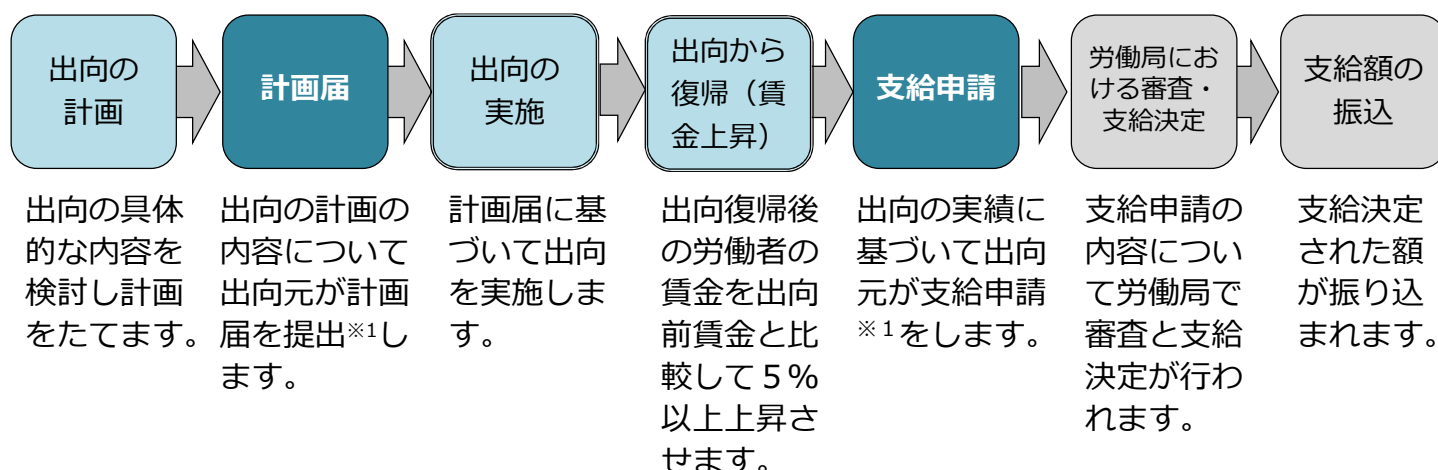 出向の
計画
計画届
出向の
実施
出向から
復帰（賃
金上昇）
支給申請
労働局にお
ける審査・
支給決定
支給額の
振込
出向の具体
的な内容を
検討し計画
をたてます。
出向の計画の
内容について
出向元が計画
届を提出※1し
ます。
計画届に基
づいて出向
を実施しま
す。
出向復帰後
の労働者の
賃金を出向
前賃金と比
較して５％
以上上昇さ
せます。
出向の実績に
基づいて出向
元が支給申請
※１をします。
支給申請の
内容につい
て労働局で
審査と支給
決定が行わ
れます。
支給決定
された額
が振り込
まれます。